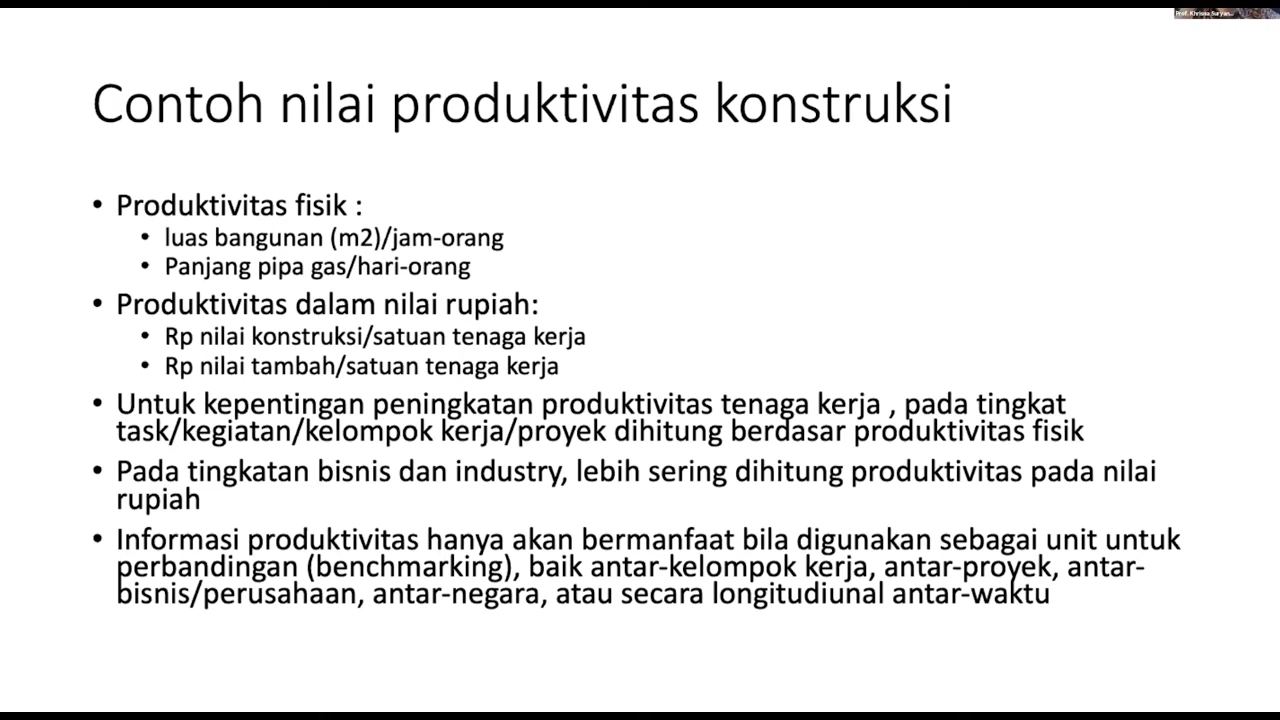 Prof. Khrisna Suryan...
Contoh nilai produktivitas konstruksi
• Produktivitas fisik :
• luas bangunan (m2)/jam-orang
• Panjang pipa gas/hari-orang
• Produktivitas dalam nilai rupiah:
• Rp nilai konstruksi/satuan tenaga kerja
• Rp nilai tambah/satuan tenaga kerja
• Untuk kepentingan peningkatan produktivitas tenaga kerja , pada tingkat
task/kegiatan/kelompok kerja/proyek dihitung berdasar produktivitas fisik
• Pada tingkatan bisnis dan industry, lebih sering dihitung produktivitas pada nilai
rupiah
• Informasi produktivitas hanya akan bermanfaat bila digunakan sebagai unit untuk
perbandingan (benchmarking), baik antar-kelompok kerja, antar-proyek, antar-
bisnis/perusahaan, antar-negara, atau secara longitudiunal antar-waktu